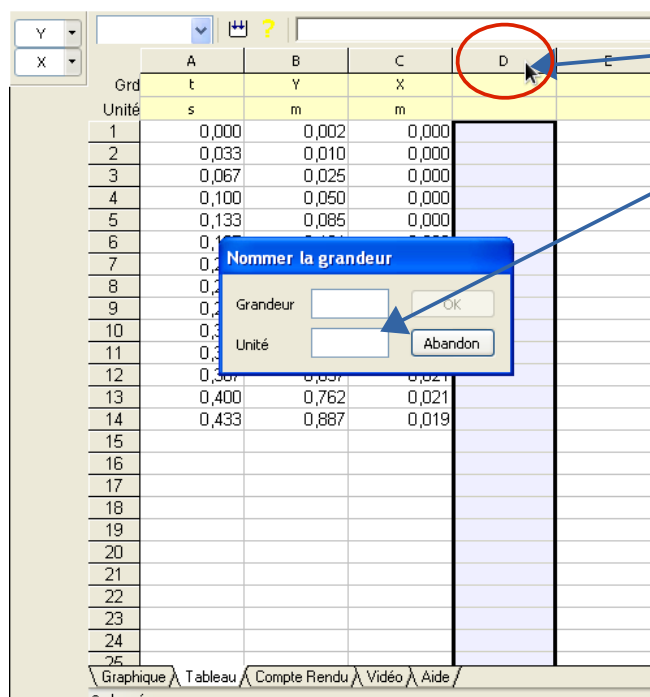 Y
X
?
A B C D E
Grd t Y X
Unité s m m
1 0,000 0,002 0,000
2 0,033 0,010 0,000
3 0,067 0,025 0,000
4 0,100 0,050 0,000
5 0,133 0,085 0,000
6
7
8
9
10
11
12
13 0,400 0,762 0,021
14 0,433 0,887 0,019
15
16
17
18
19
20
21
22
23
24
25
Nommer la grandeur
Grandeur OK
Unité Abandon
Graphique Tableau Compte Rendu Vidéo Aide